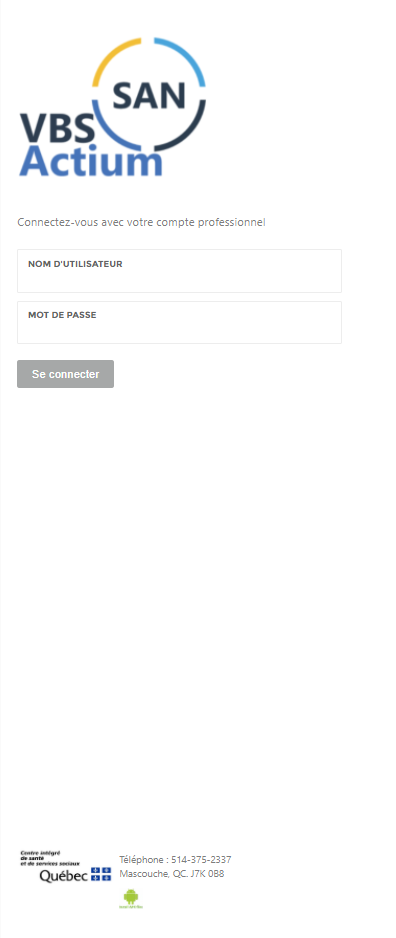 SAN
VBS
Actium
Connectez-vous avec votre compte professionnel
NOM D'UTILISATEUR
MOT DE PASSE
Se connecter
Centre intégré
de santé
et de services sociaux
Québec
Téléphone : 514-375-2337
Mascouche, QC. J7K 0B8